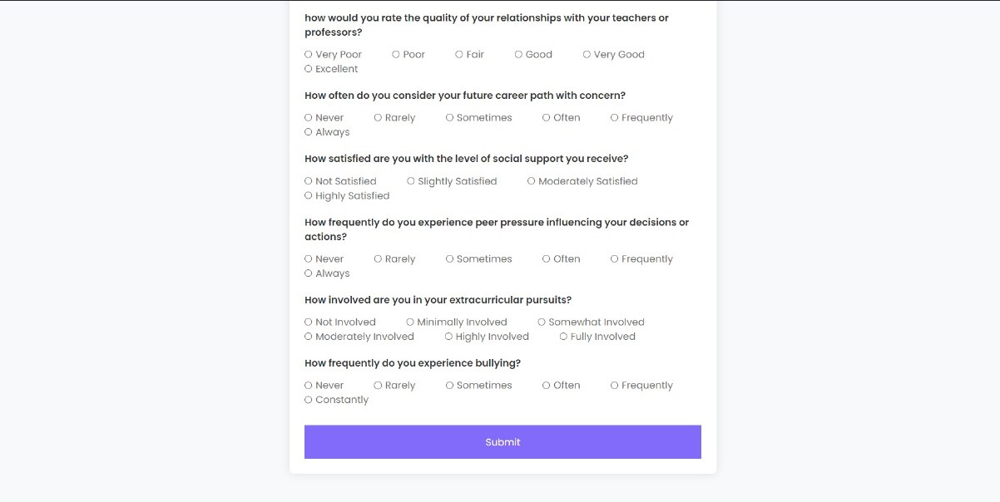 how would you rate the quality of your relationships with your teachers or
professors?
Very Poor Poor Fair Good Very Good
Excellent
How often do you consider your future career path with concern?
Never Rarely Sometimes Often Frequently
Always
How satisfied are you with the level of social support you receive?
Not Satisfied Slightly Satisfied Moderately Satisfied
Highly Satisfied
How frequently do you experience peer pressure influencing your decisions or
actions?
Never Rarely Sometimes Often Frequently
Always
How involved are you in your extracurricular pursuits?
Not Involved Minimally Involved Somewhat Involved
Moderately Involved Highly Involved Fully Involved
How frequently do you experience bullying?
Never Rarely Sometimes Often Frequently
Constantly
Submit